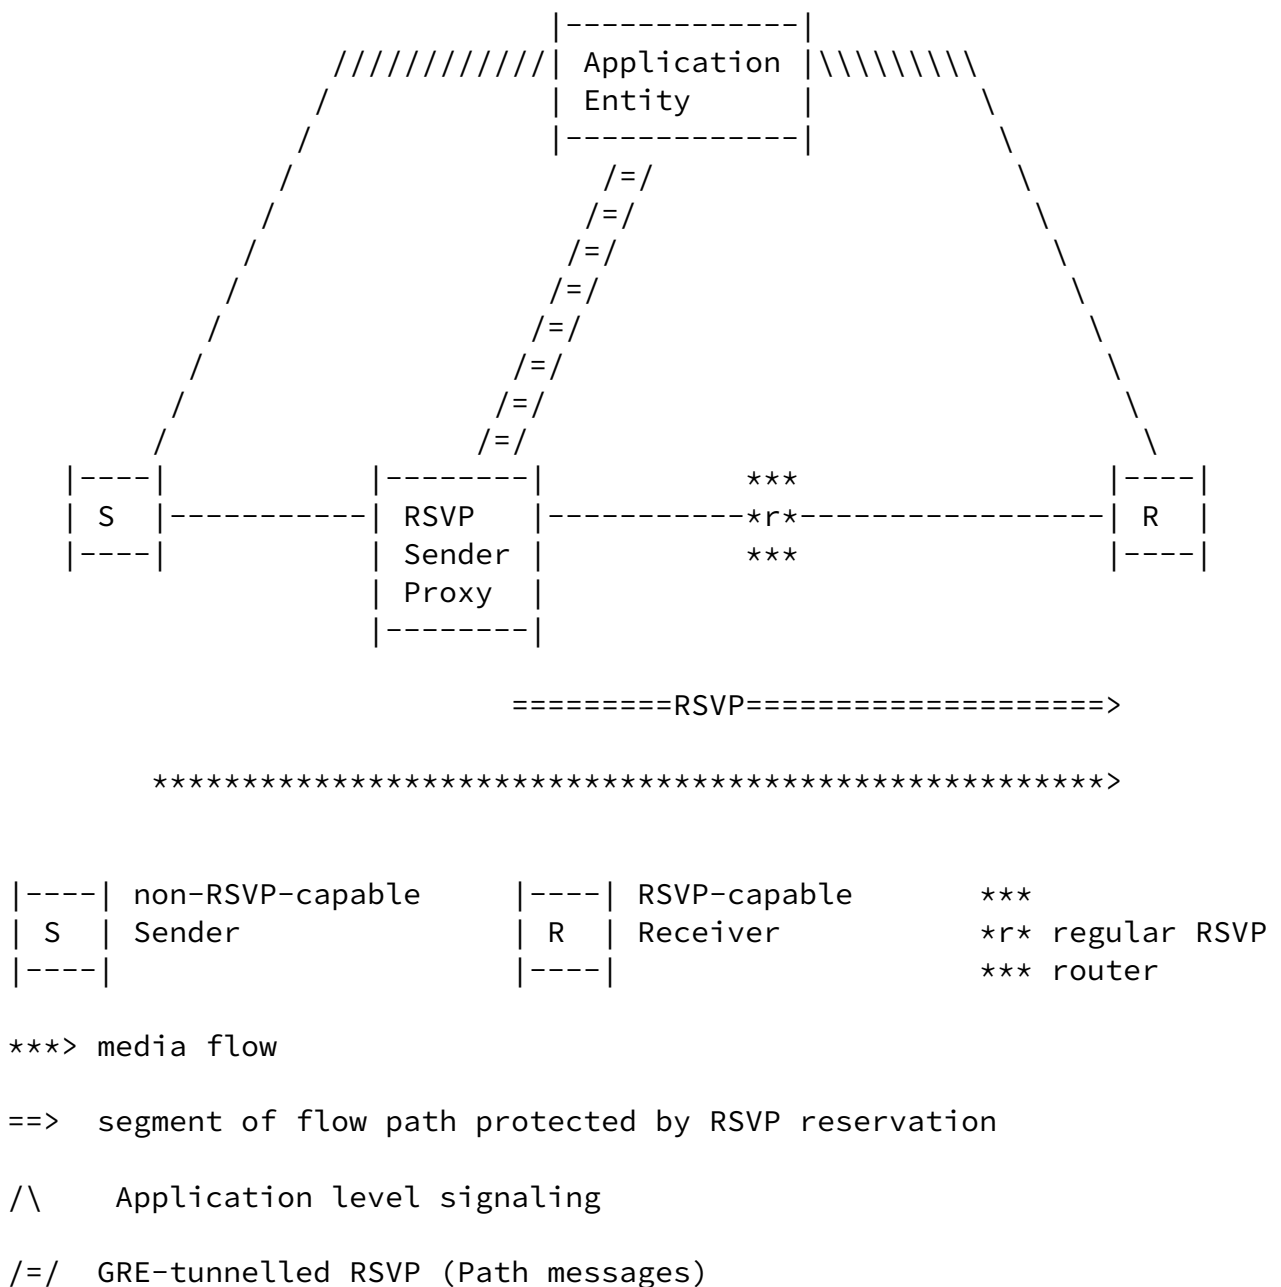 Application
Entity
S RSVP *r* R
Sender
Proxy
=========RSVP====================>
*****************************************************>
non-RSVP-capable RSVP-capable ***
S Sender R Receiver *r* regular RSVP
*** router
***> media flow
==> segment of flow path protected by RSVP reservation
/\ Application level signaling
/=/ GRE-tunnelled RSVP (Path messages)